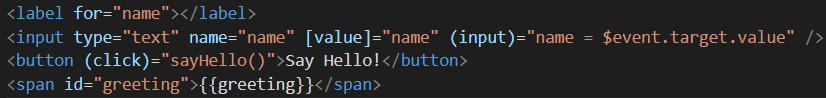 <label for="name"></label>
<input type="text" name="name" [value]="name" (input)="name = $event.target.value" />
<button (click)="sayHello()">Say Hello!</button>
<span id="greeting">{{greeting}}</span>